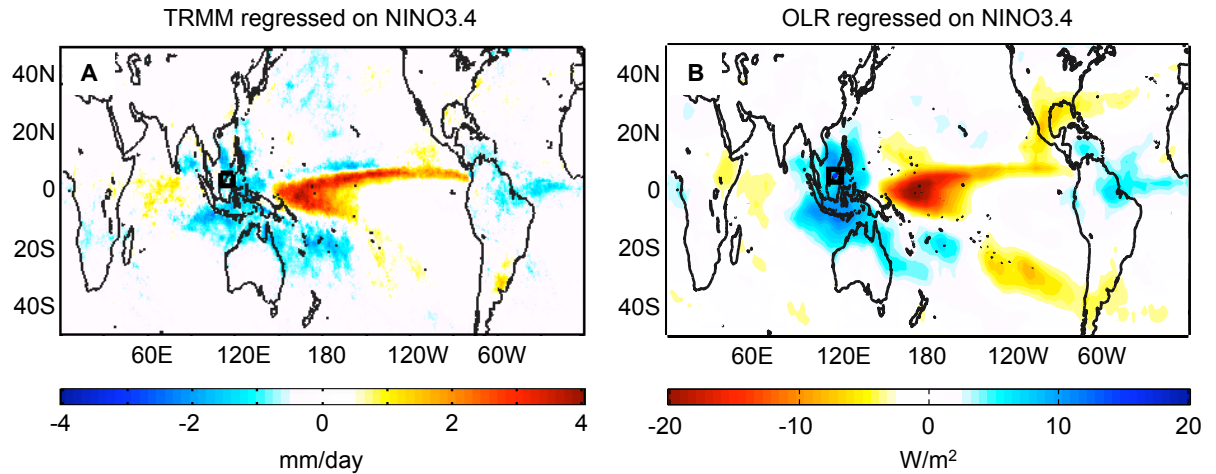 TRMM regressed on NINO3.4
A
40N
20N
0
20S
40S
60E 120E 180 120W 60W
-4 -2 0 2 4
mm/day
OLR regressed on NINO3.4
B
40N
20N
0
20S
40S
60E 120E 180 120W 60W
-20 -10 0 10 20
W/m²